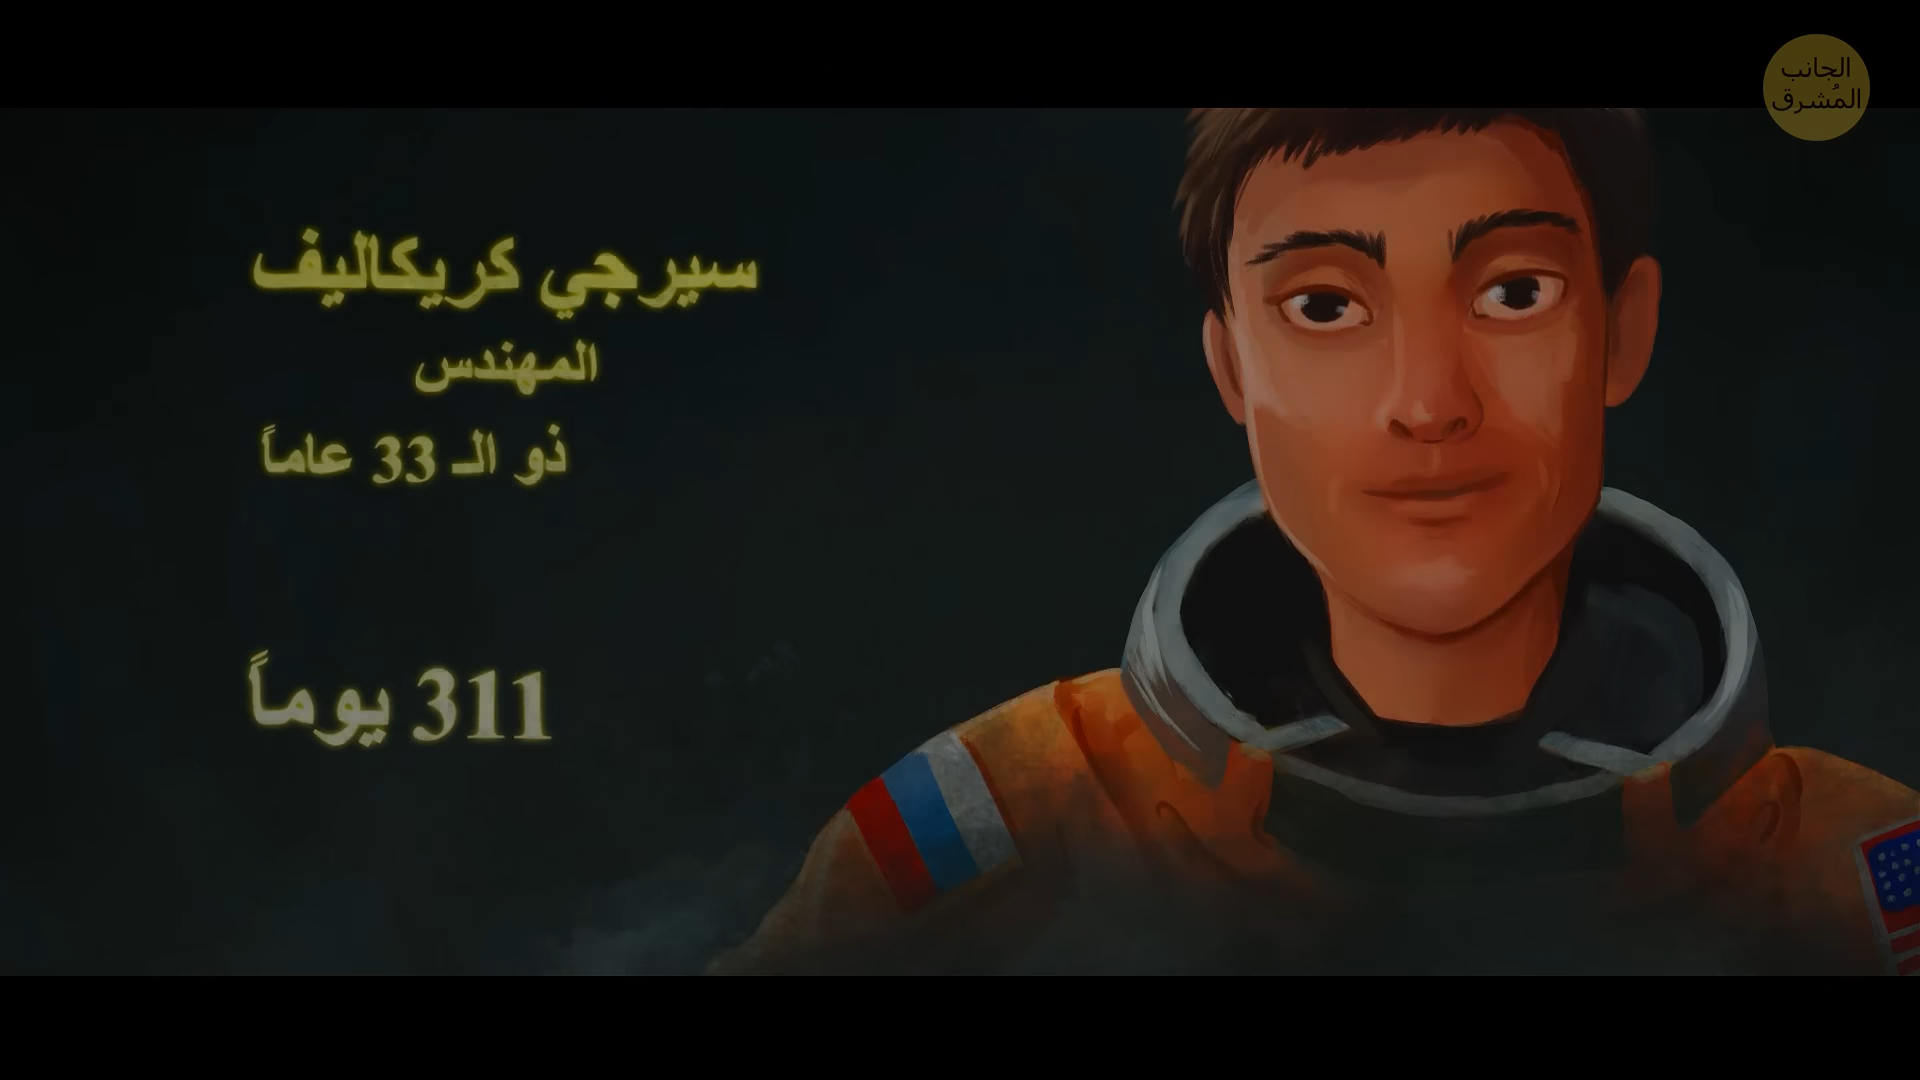 الجانب
المُشرق
سيرجي كريكاليف
المهندس
ذو الـ 33 عاماً
311 يوماً